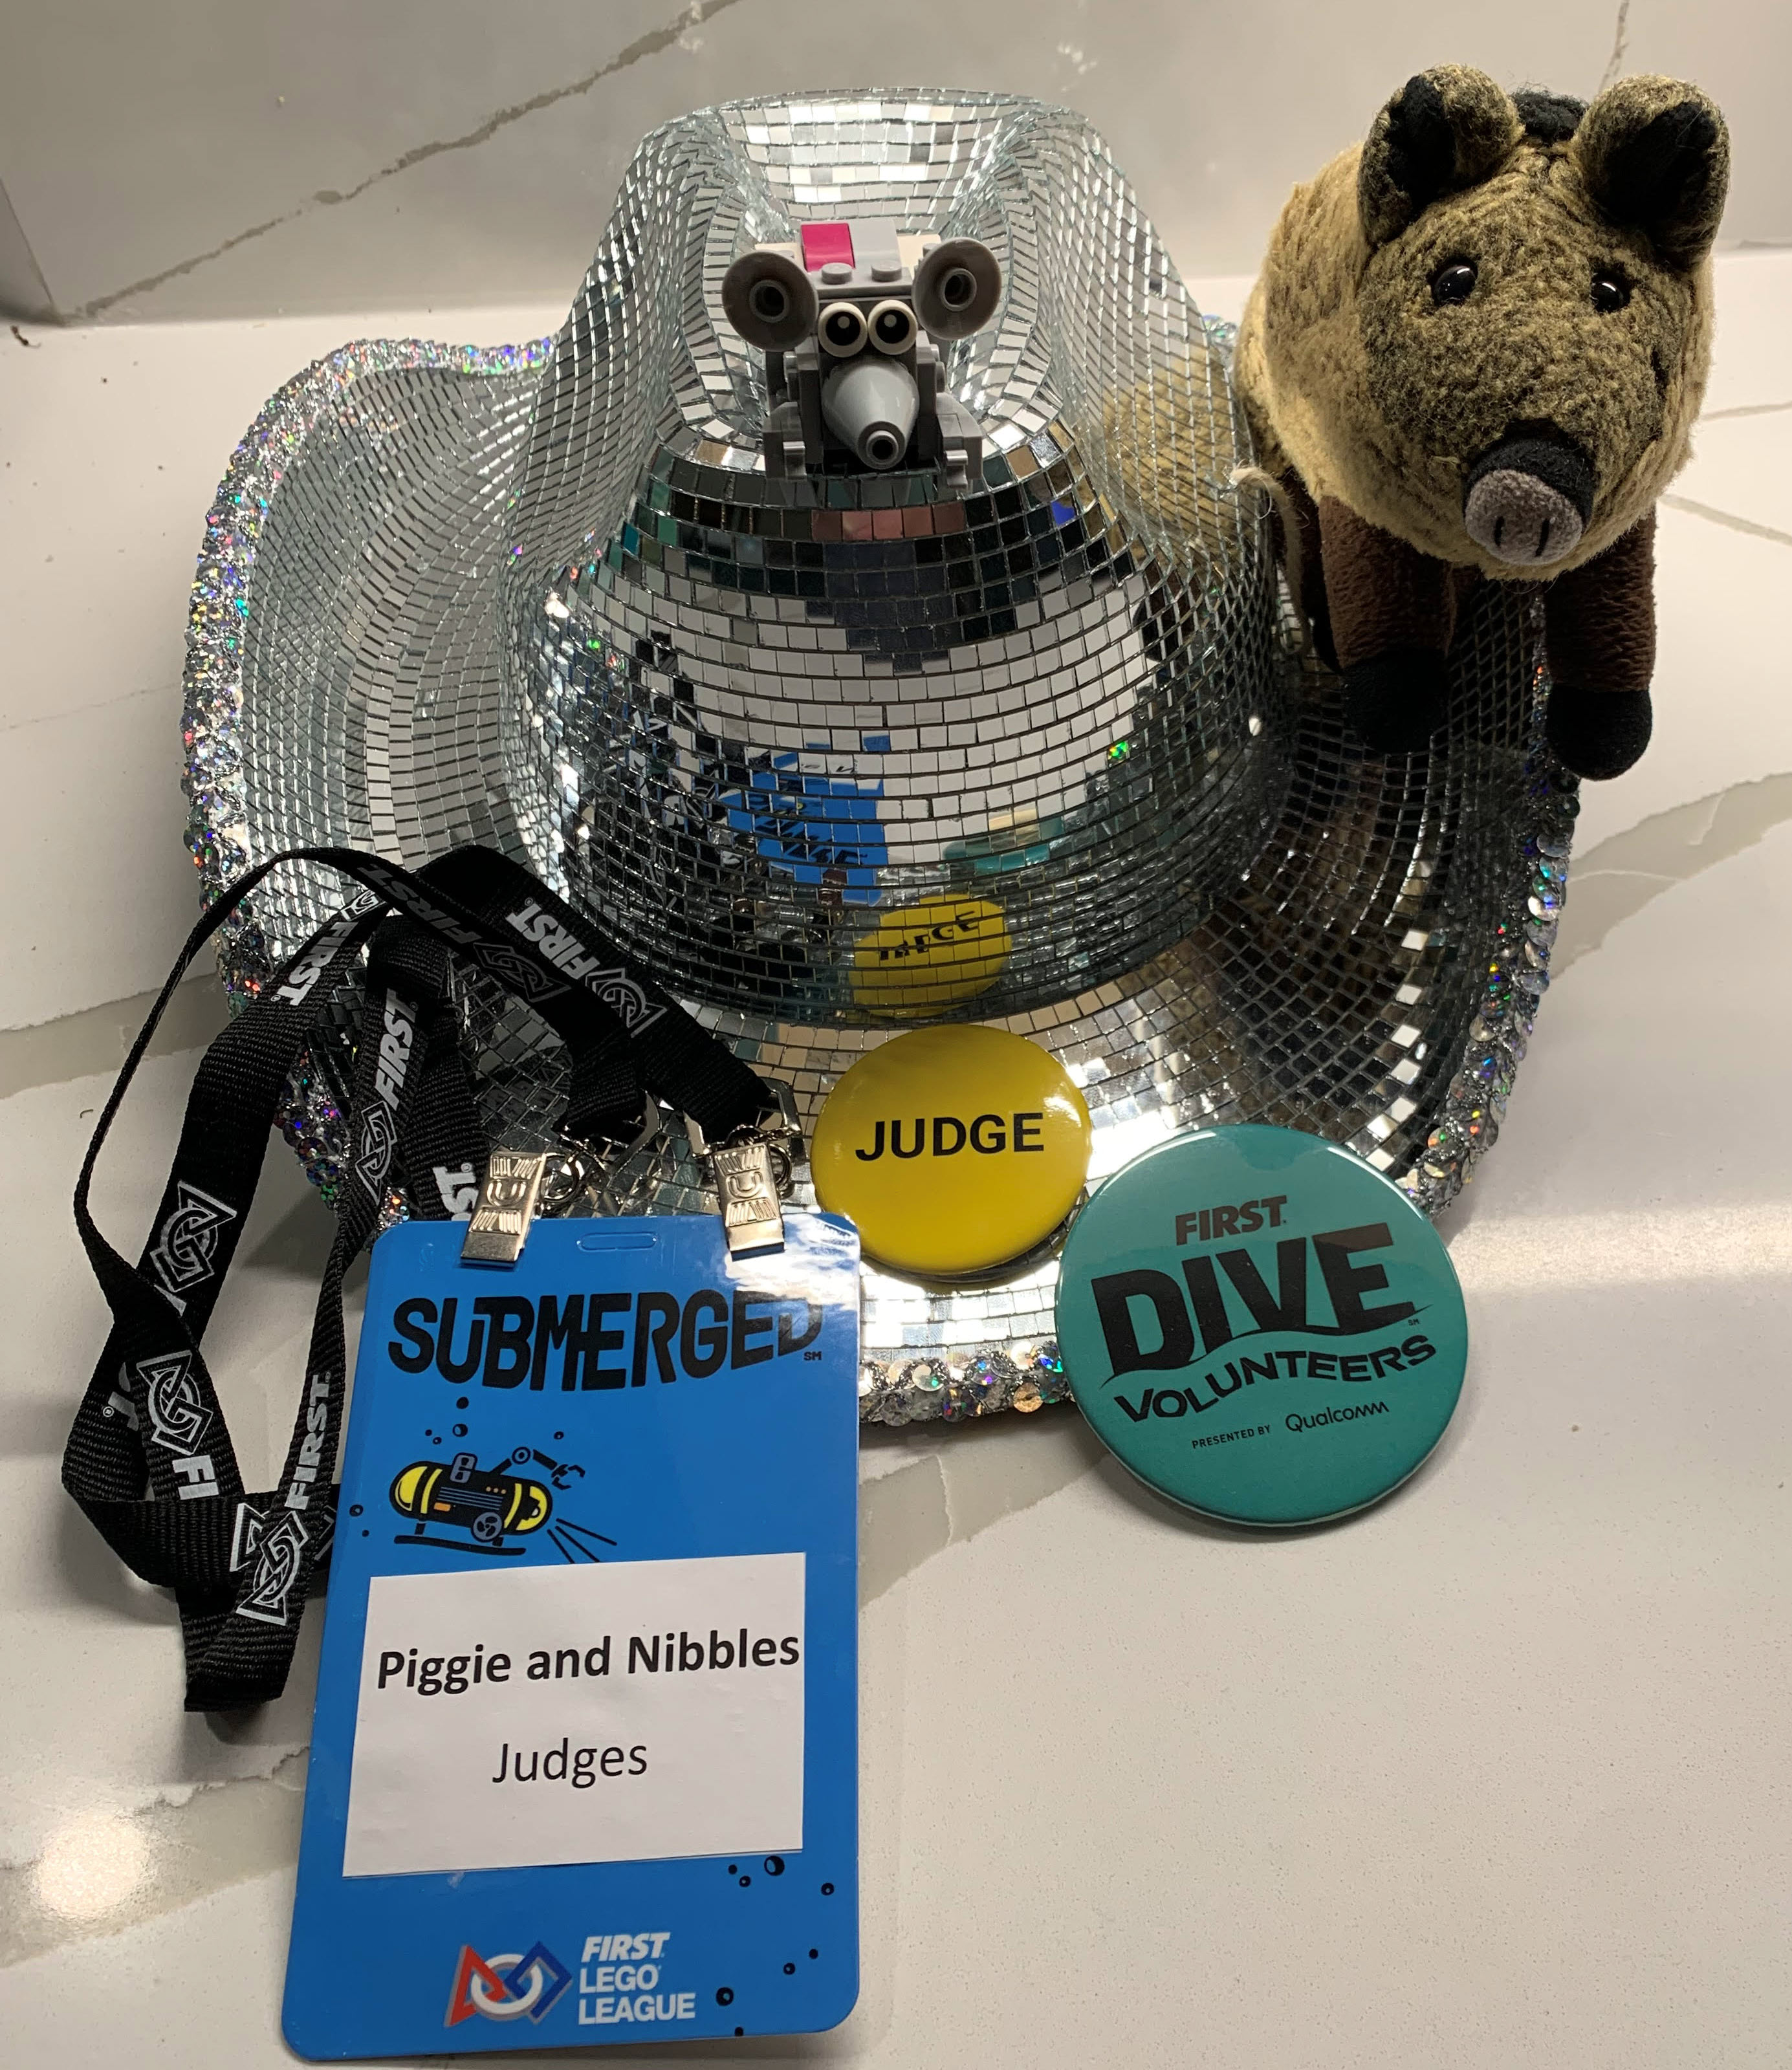 FIRST
FIRST
FIRST
FIRST
FIRST
JUDGE
FIRST
DIVE
SM
VOLUNTEERS
PRESENTED BY Qualcomm
SUBMERGED
SM
Piggie and Nibbles
Judges
FIRST
LEGO
LEAGUE